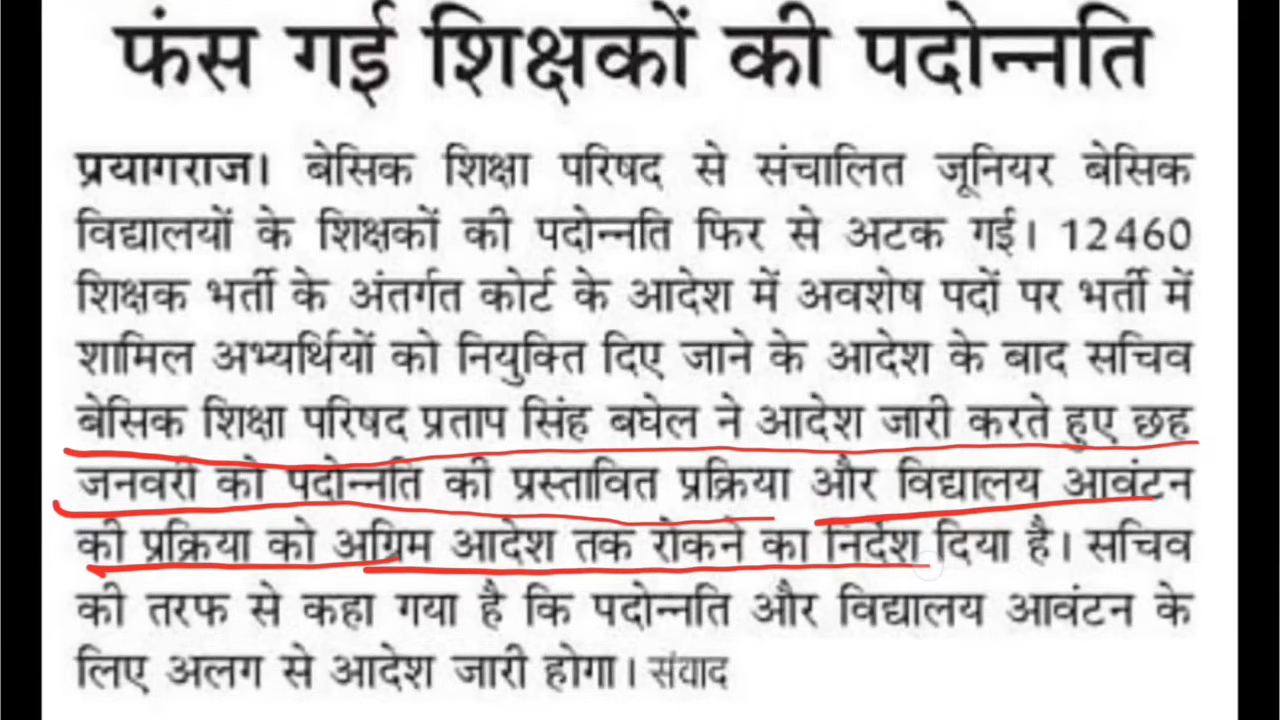 फंस गई शिक्षकों की पदोन्नति
प्रयागराज। बेसिक शिक्षा परिषद से संचालित जूनियर बेसिक
विद्यालयों के शिक्षकों की पदोन्नति फिर से अटक गई। 12460
शिक्षक भर्ती के अंतर्गत कोर्ट के आदेश में अवशेष पदों पर भर्ती में
शामिल अभ्यर्थियों को नियुक्ति दिए जाने के आदेश के बाद सचिव
बेसिक शिक्षा परिषद प्रताप सिंह बघेल ने आदेश जारी करते हुए छह
जनवरी को पदोन्नति की प्रस्तावित प्रक्रिया और विद्यालय आवंटन
की प्रक्रिया को अग्रिम आदेश तक रोकने का निर्देश दिया है। सचिव
की तरफ से कहा गया है कि पदोन्नति और विद्यालय आवंटन के
लिए अलग से आदेश जारी होगा। संवाद